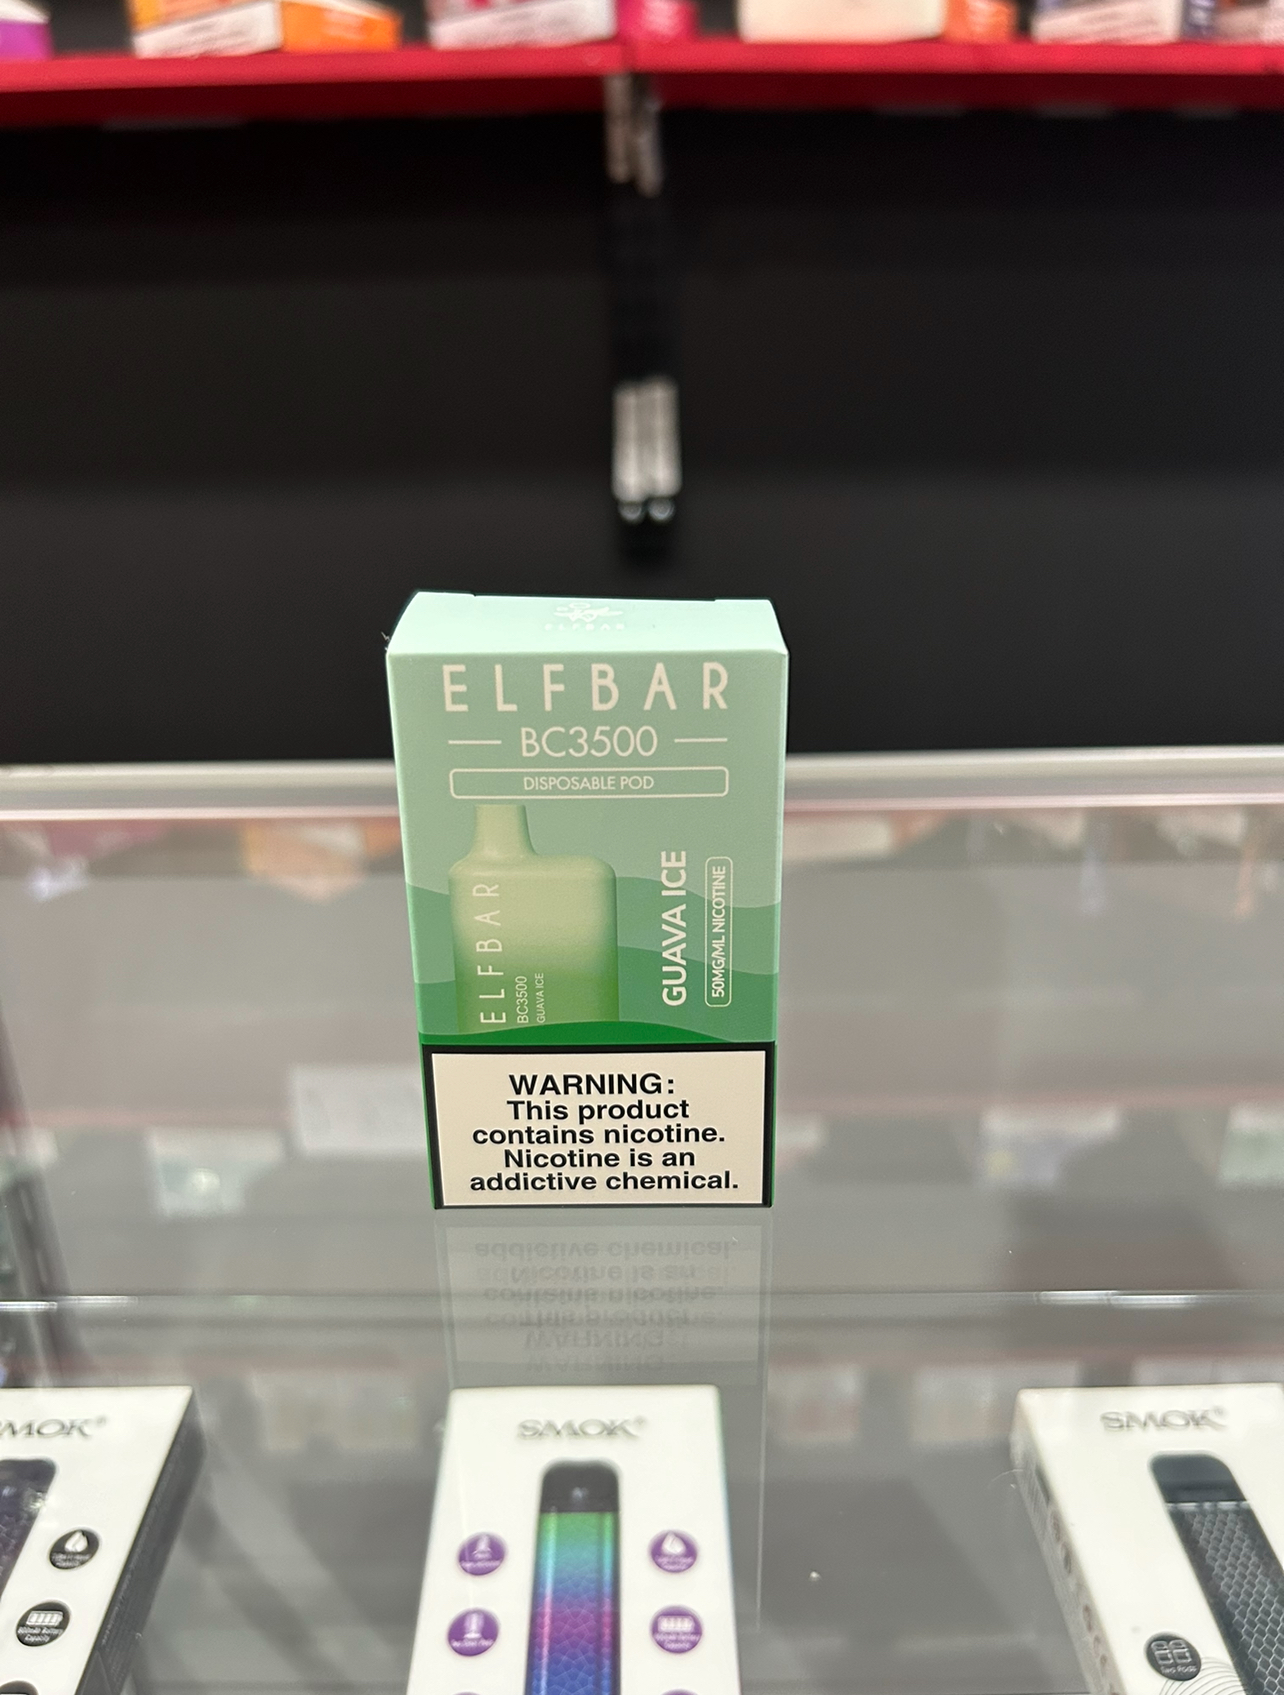 ELFBAR
ELFBAR
BC3500
DISPOSABLE POD
ELFBAR
BC3500
GUAVA ICE
GUAVA ICE
50MG/ML NICOTINE
WARNING:
This product
contains nicotine.
Nicotine is an
addictive chemical.
SMOK
SMOK
SMOK